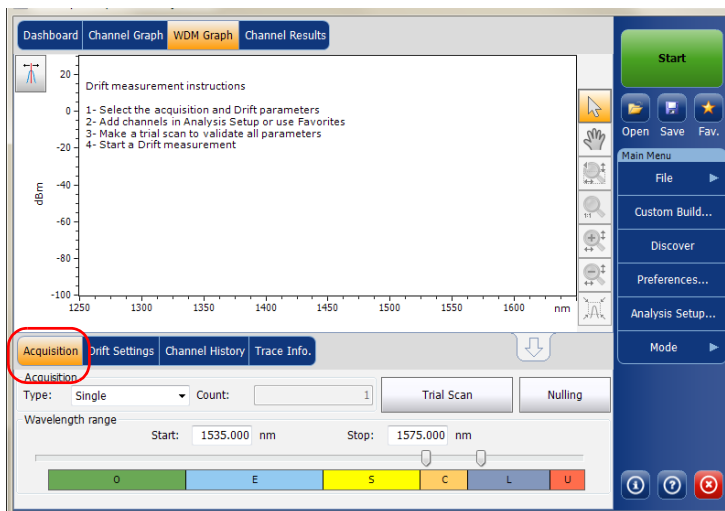 Dashboard Channel Graph WDM Graph Channel Results
Start
Open Save Fav.
Main Menu
File
Custom Build...
Discover
Preferences...
Analysis Setup...
Mode
Drift measurement instructions
1- Select the acquisition and Drift parameters
2- Add channels in Analysis Setup or use Favorites
3- Make a trial scan to validate all parameters
4- Start a Drift measurement
dBm
20
0
-20
-40
-60
-80
-100
1250 1300 1350 1400 1450 1500 1550 1600 nm
1:1
Acquisition Drift Settings Channel History Trace Info.
Acquisition
Type: Single Count: 1 Trial Scan Nulling
Wavelength range
Start: 1535.000 nm Stop: 1575.000 nm
O E S C L U